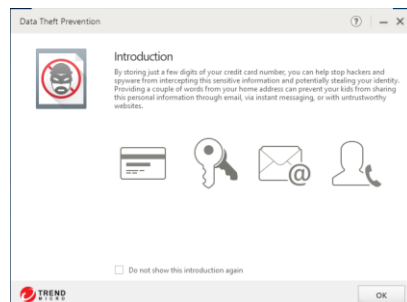 Data Theft Prevention
Introduction
By storing just a few digits of your credit card number, you can help stop hackers and
spyware from intercepting this sensitive information and potentially stealing your identity.
Providing a couple of words from your home address can prevent your kids from sharing
this personal information through email, via instant messaging, or with untrustworthy
websites.
@
Do not show this introduction again
TREND
MICRO
OK